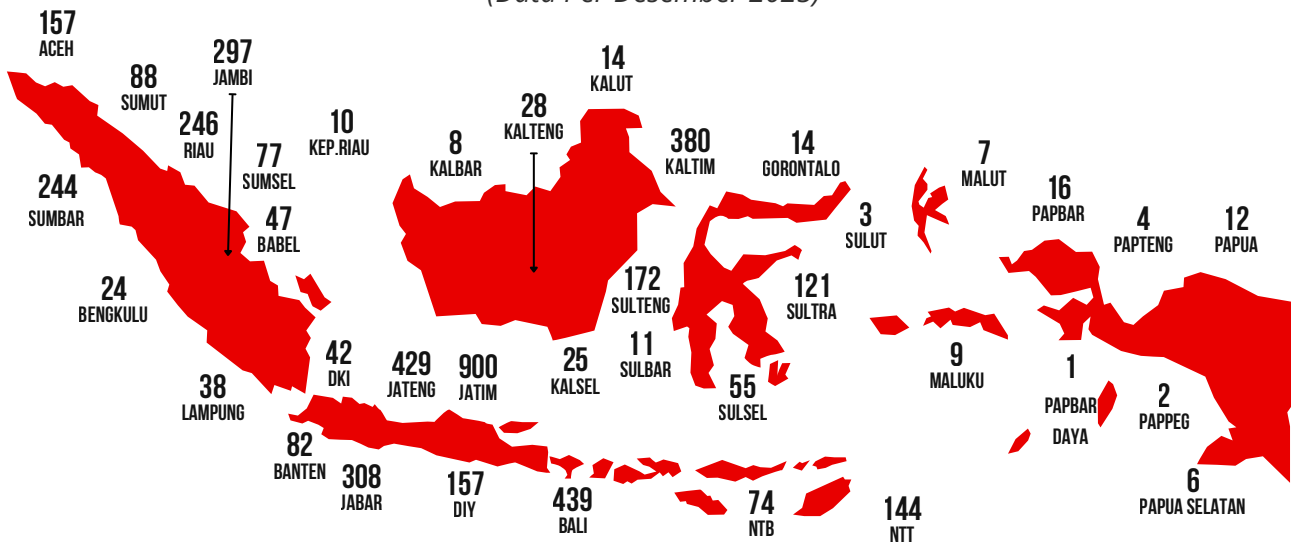 (Data Per Desember 2023)
157
ACEH
88
SUMUT
297
JAMBI
246
RIAU
77
SUMSEL
10
KEP.RIAU
244
SUMBAR
47
BABEL
24
BENGKULU
38
LAMPUNG
8
KALBAR
28
KALTENG
14
KALUT
380
KALTIM
14
GORONTALO
3
SULUT
7
MALUT
16
PAPBAR
4
PAPTENG
12
PAPUA
172
SULTENG
121
SULTRA
11
SULBAR
25
KALSEL
55
SULSEL
9
MALUKU
1
PAPBAR
DAYA
2
PAPPEG
6
PAPUA SELATAN
42
DKI
429
JATENG
900
JATIM
82
BANTEN
308
JABAR
157
DIY
439
BALI
74
NTB
144
NTT